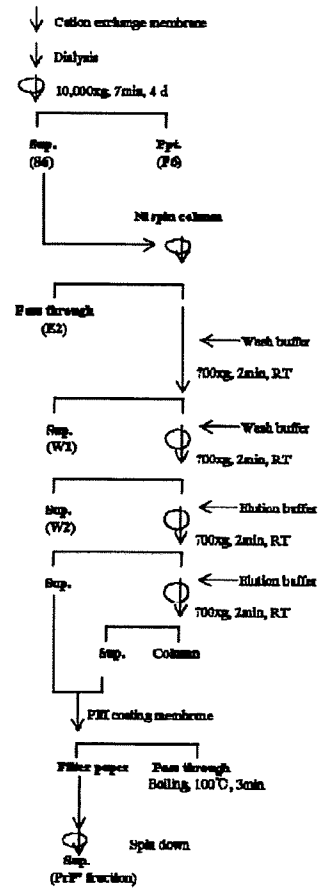 Cation exchange membrane
Dialysis
10,000xg, 7min, 4 d
Sup. Ppt.
(S6) (P6)
Ni spin column
Pass through
(E2)
Wash buffer
700xg, 2min, RT
Sup.
(W1)
Wash buffer
700xg, 2min, RT
Sup.
(W2)
Elution buffer
700xg, 2min, RT
Sup.
Elution buffer
700xg, 2min, RT
Sup. Column
coating membrane
Filter paper Pass through
Boiling, 100℃, 3min
Spin down
Sup.
fraction)